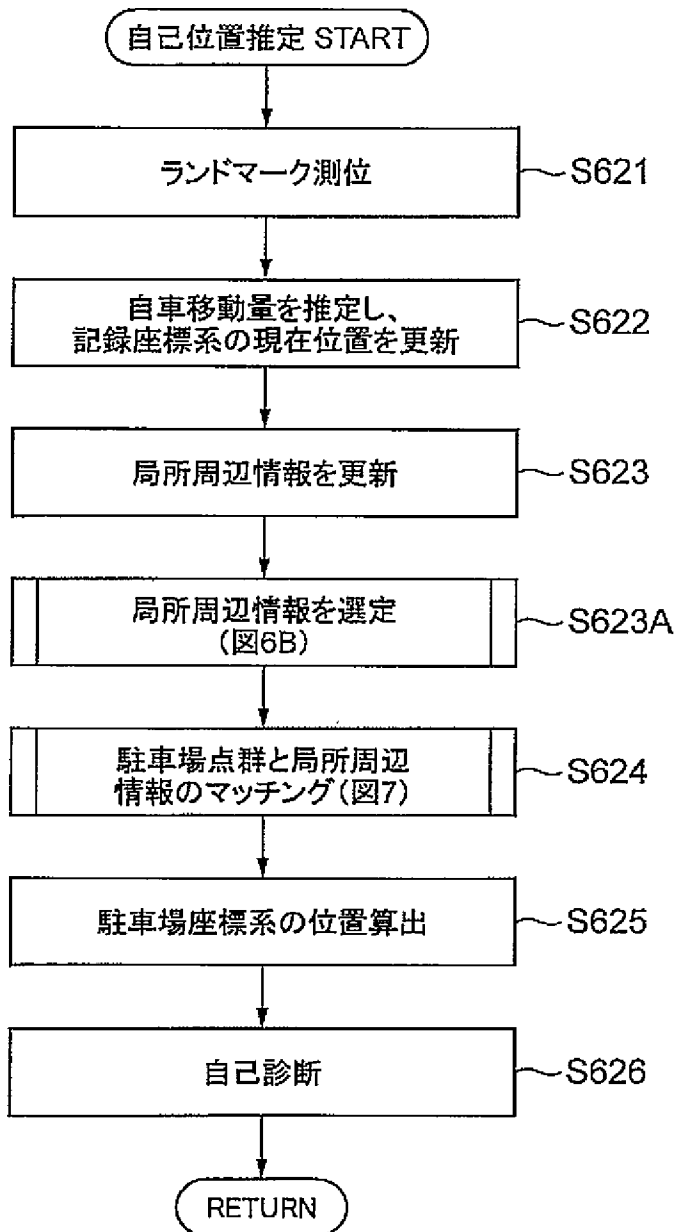 自己位置推定 START
ランドマーク測位
S621
自車移動量を推定し、
記録座標系の現在位置を更新
S622
局所周辺情報を更新
S623
局所周辺情報を選定
(図6B)
S623A
駐車場点群と局所周辺
情報のマッチング(図7)
S624
駐車場座標系の位置算出
S625
自己診断
S626
RETURN